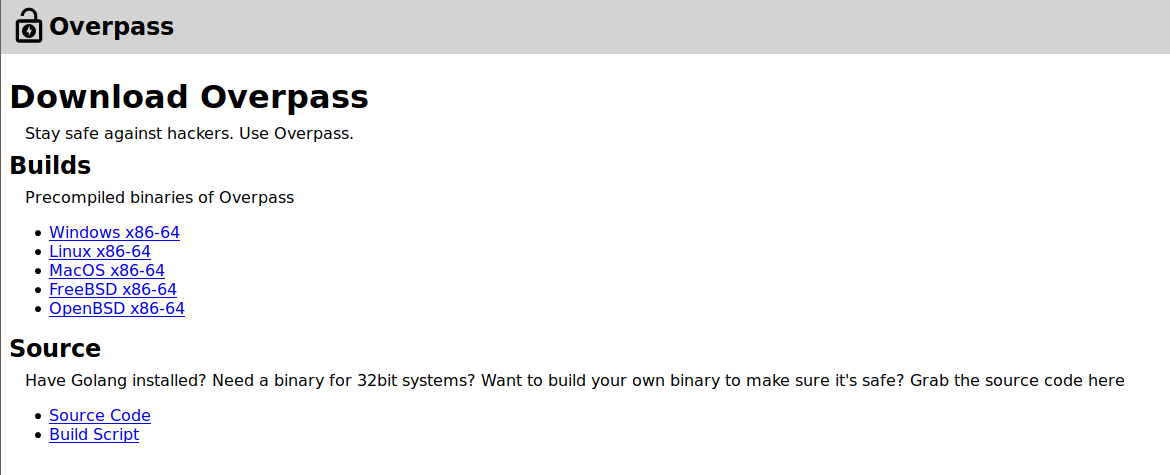 Overpass
Download Overpass
Stay safe against hackers. Use Overpass.
Builds
Precompiled binaries of Overpass
Windows x86-64
Linux x86-64
MacOS x86-64
FreeBSD x86-64
OpenBSD x86-64
Source
Have Golang installed? Need a binary for 32bit systems? Want to build your own binary to make sure it's safe? Grab the source code here
Source Code
Build Script